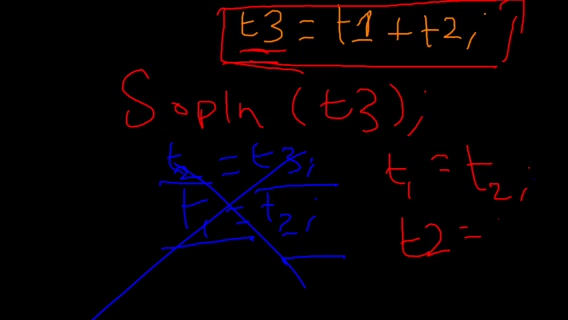 t3 = t1 + t2;
Sopln (t3);
t2 = t3;
t1 = t2;
t1 = t2;
t2 =